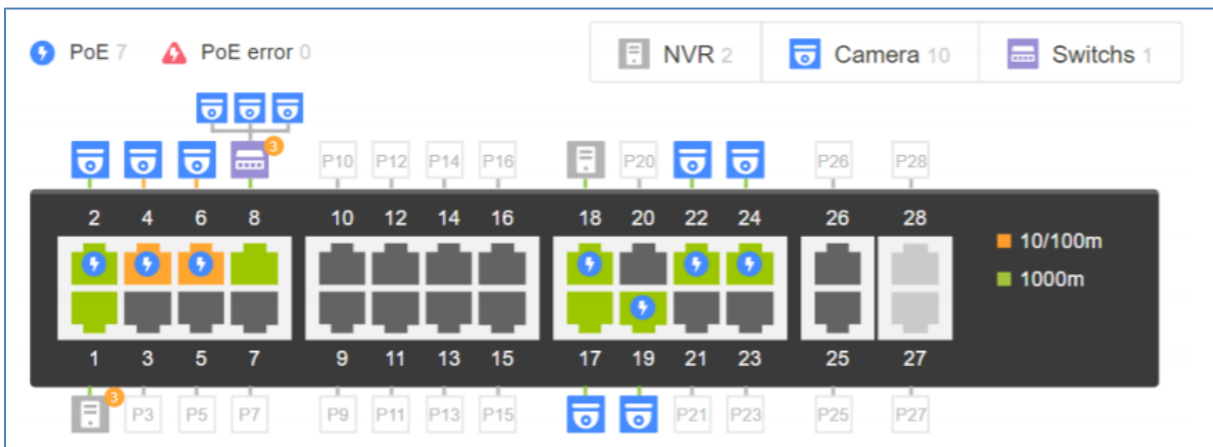 PoE 7 PoE error 0 NVR 2 Camera 10 Switchs 1
3
P10 P12 P14 P16 P20 P26 P28
2 4 6 8 10 12 14 16 18 20 22 24 26 28
10/100m
1000m
1 3 5 7 9 11 13 15 17 19 21 23 25 27
3
P3 P5 P7 P9 P11 P13 P15 P21 P23 P25 P27